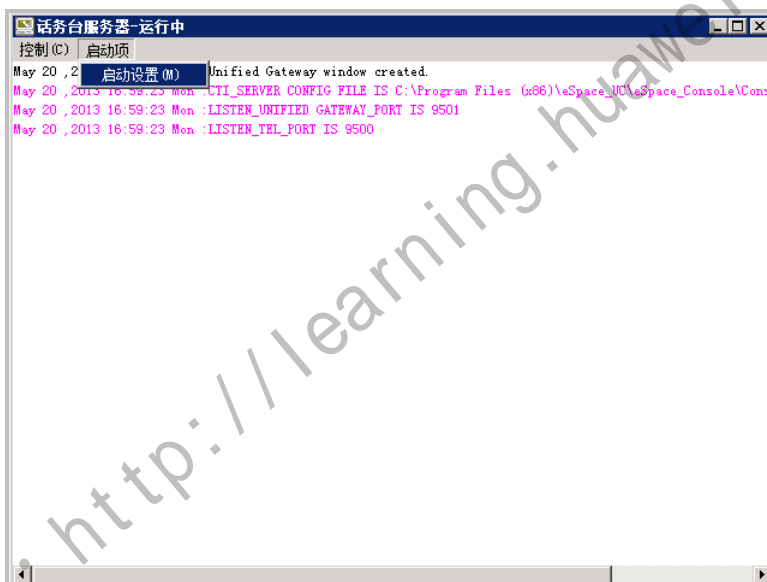 话务台服务器-运行中
控制(C) 启动项
启动设置(M)
May 20 ,2 Unified Gateway window created.
May 20 ,2013 16:59:23 Mon :CTI_SERVER CONFIG FILE IS C:\Program Files (x86)\eSpace_UC\eSpace_Console\Cons
May 20 ,2013 16:59:23 Mon :LISTEN_UNIFIED GATEWAY_PORT IS 9501
May 20 ,2013 16:59:23 Mon :LISTEN_TEL_PORT IS 9500
: http://learning.huawei